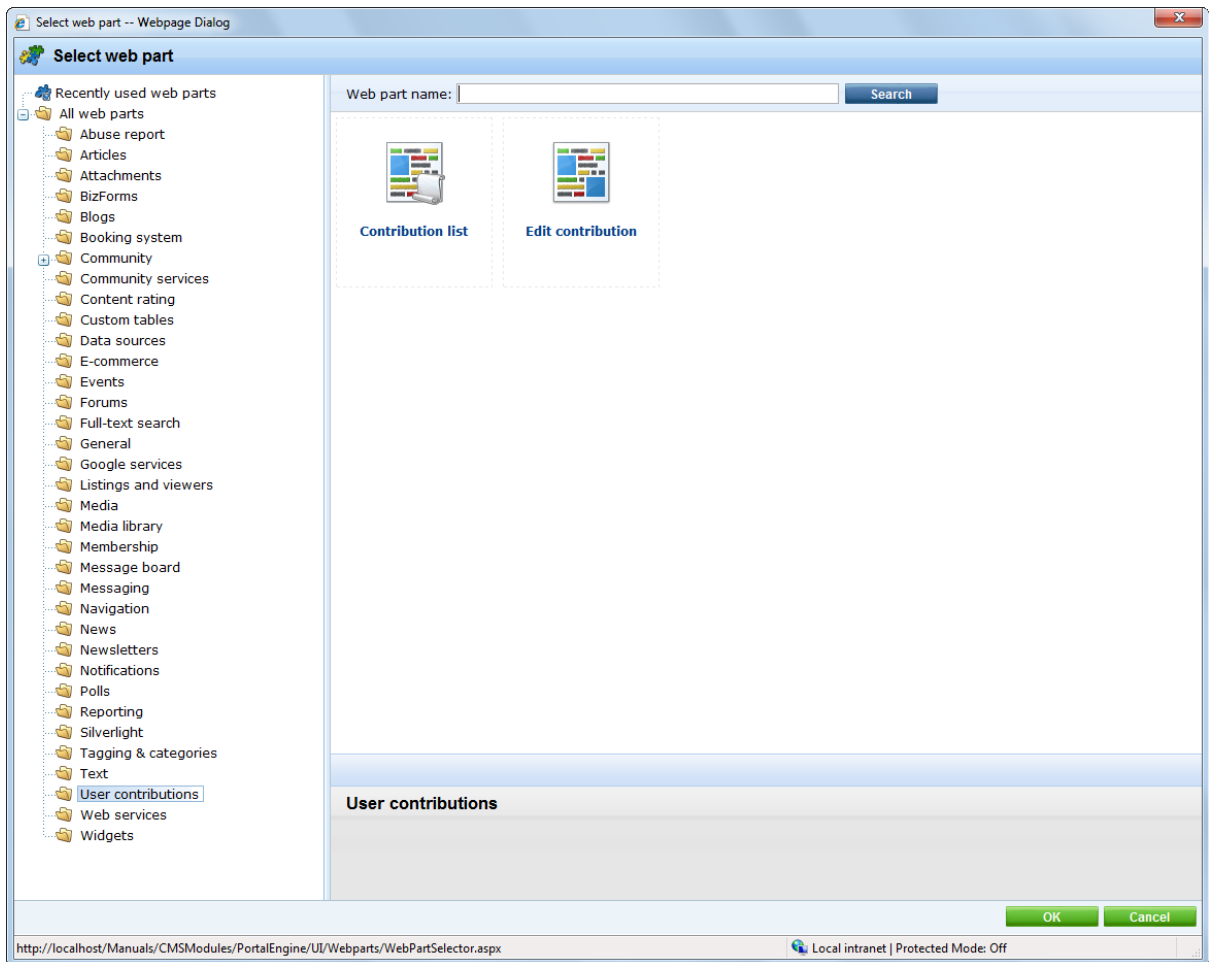 Select web part -- Webpage Dialog
Select web part
Recently used web parts
All web parts
Abuse report
Articles
Attachments
BizForms
Blogs
Booking system
Community
Community services
Content rating
Custom tables
Data sources
E-commerce
Events
Forums
Full-text search
General
Google services
Listings and viewers
Media
Media library
Membership
Message board
Messaging
Navigation
News
Newsletters
Notifications
Polls
Reporting
Silverlight
Tagging & categories
Text
User contributions
Web services
Widgets
Web part name:
Search
Contribution list
Edit contribution
User contributions
OK
Cancel
http://localhost/Manuals/CMSModules/PortalEngine/UI/Webparts/WebPartSelector.aspx
Local intranet | Protected Mode: Off